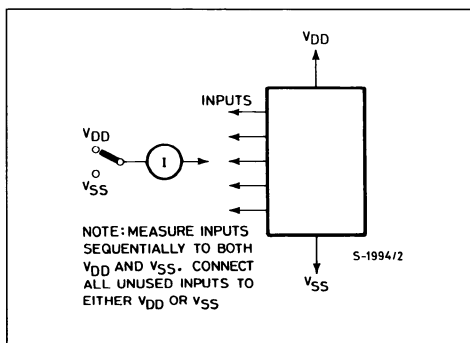 VDD
INPUTS
VDD
I
VSS
NOTE: MEASURE INPUTS
SEQUENTIALLY TO BOTH
VDD AND VSS. CONNECT
ALL UNUSED INPUTS TO
EITHER VDD OR VSS
S-1994/2
VSS